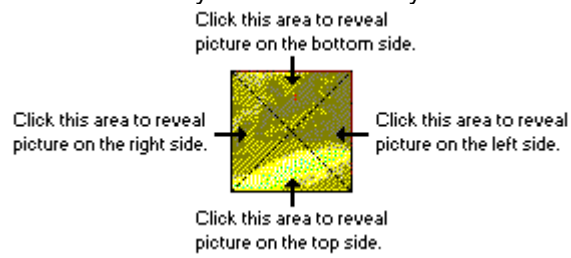 Click this area to reveal
picture on the bottom side.
Click this area to reveal
picture on the right side.
Click this area to reveal
picture on the left side.
Click this area to reveal
picture on the top side.